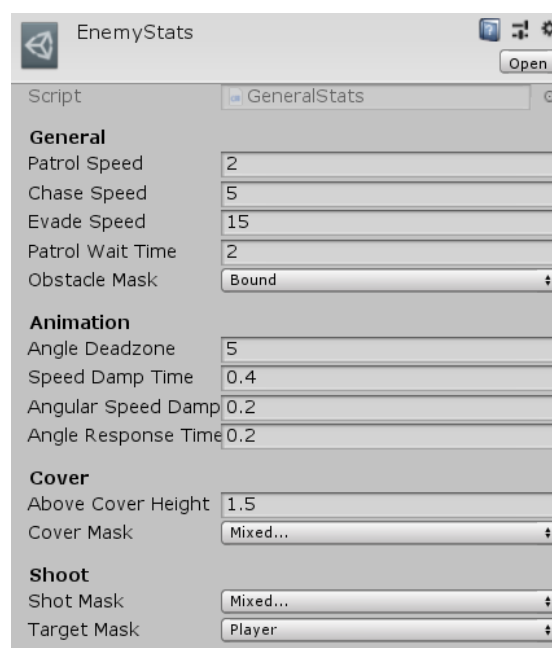 EnemyStats
Open
Script GeneralStats
General
Patrol Speed 2
Chase Speed 5
Evade Speed 15
Patrol Wait Time 2
Obstacle Mask Bound
Animation
Angle Deadzone 5
Speed Damp Time 0.4
Angular Speed Damp 0.2
Angle Response Time 0.2
Cover
Above Cover Height 1.5
Cover Mask Mixed...
Shoot
Shot Mask Mixed...
Target Mask Player